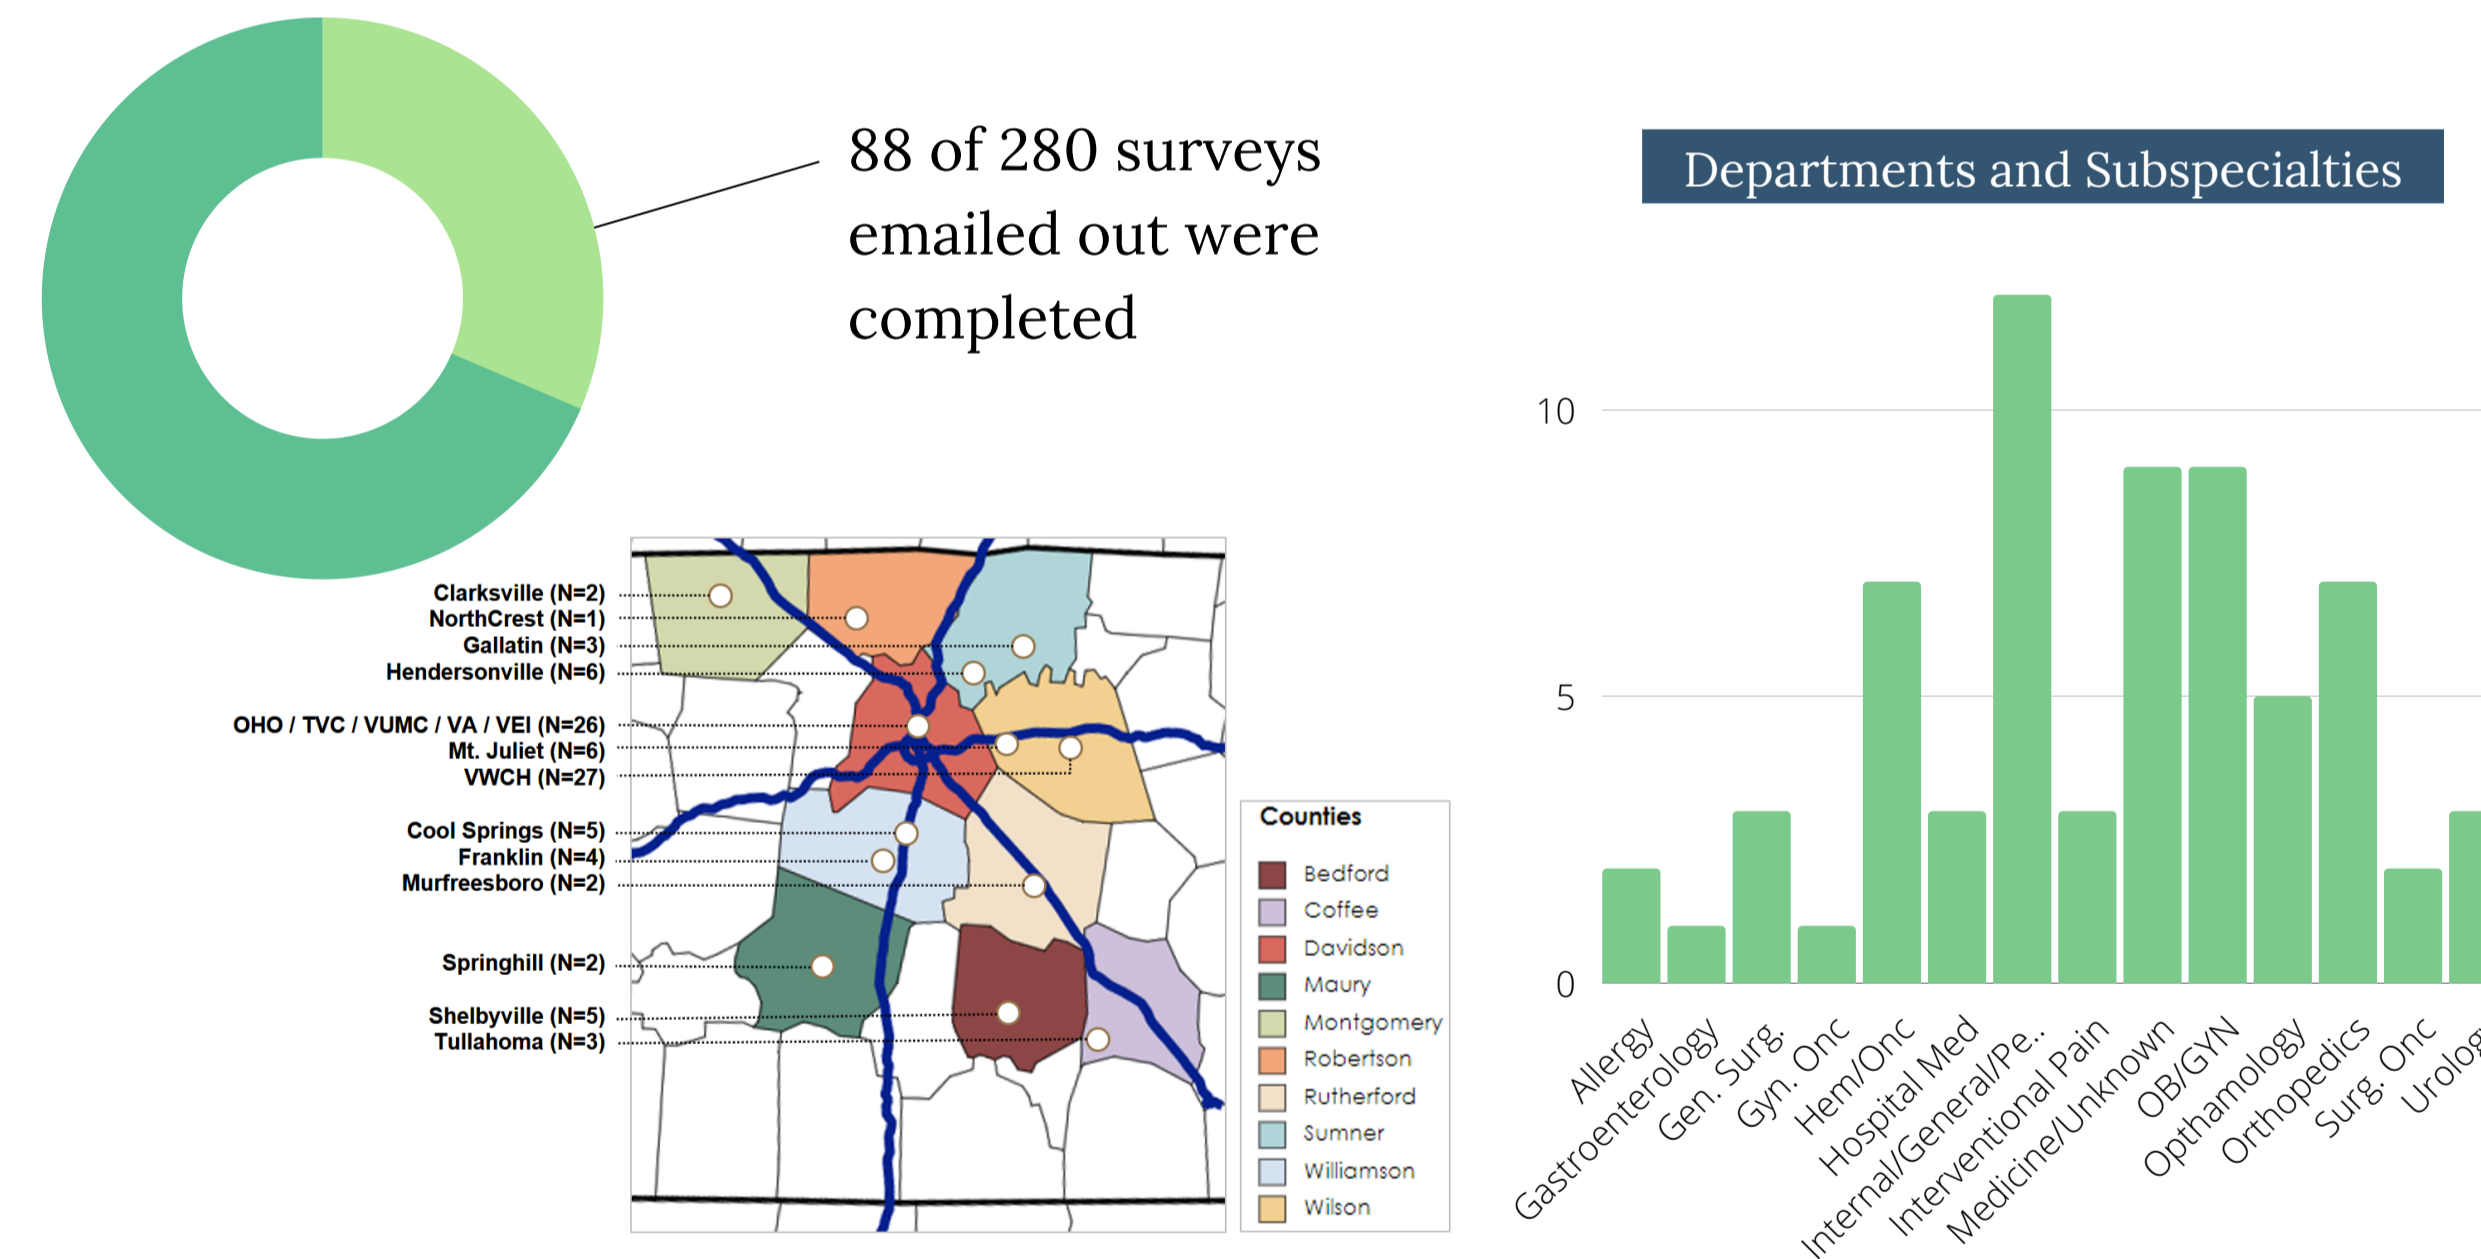 88 of 280 surveys
emailed out were
completed
Clarksville (N=2)
NorthCrest (N=1)
Gallatin (N=3)
Hendersonville (N=6)
OHO / TVC / VUMC / VA / VEI (N=26)
Mt. Juliet (N=6)
VWCH (N=27)
Cool Springs (N=5)
Franklin (N=4)
Murfreesboro (N=2)
Springhill (N=2)
Shelbyville (N=5)
Tullahoma (N=3)
Counties
Bedford
Coffee
Davidson
Maury
Montgomery
Robertson
Rutherford
Sumner
Williamson
Wilson
Departments and Subspecialties
10
5
0
Allergy
Gastroenterology
Gen. Surg.
Gyn. Onc
Hem/Onc
Hospital Med
Internal/General/Pe..
Interventional Pain
Medicine/Unknown
OB/GYN
Opthamology
Orthopedics
Surg. Onc
Urology